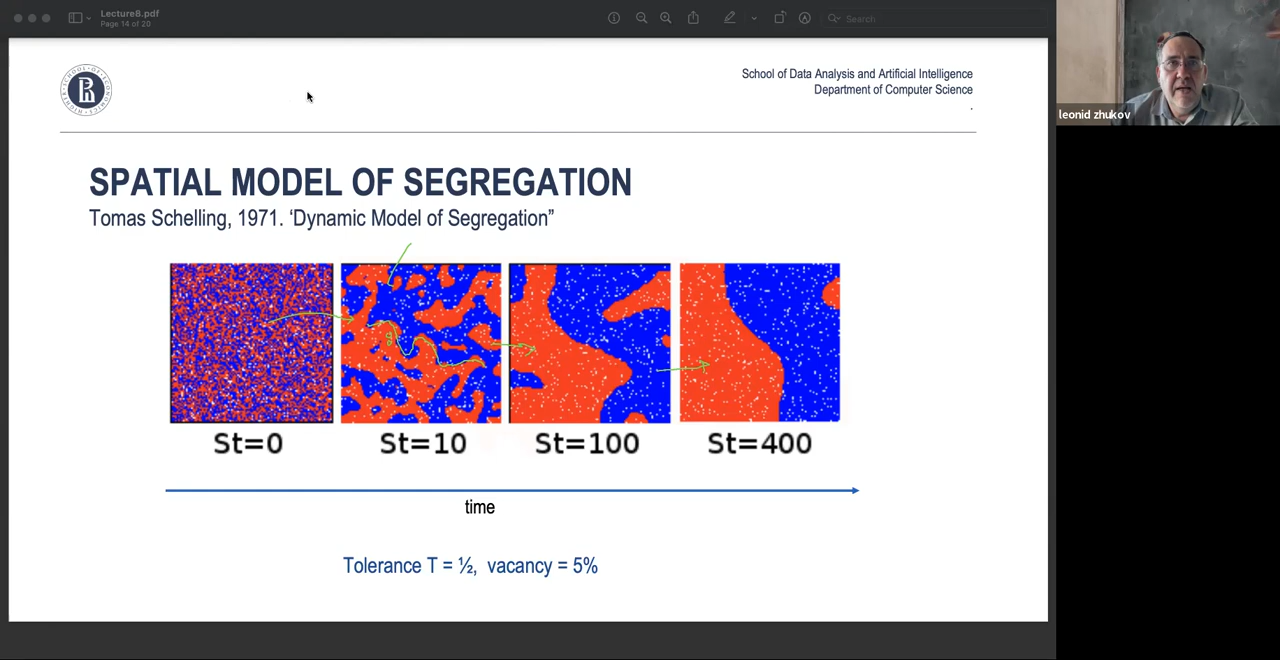 Lecture8.pdf
Page 14 of 20
Search
School of Data Analysis and Artificial Intelligence
Department of Computer Science
.
leonid zhukov
SPATIAL MODEL OF SEGREGATION
Tomas Schelling, 1971. ‘Dynamic Model of Segregation”
St=0
St=10
St=100
St=400
time
Tolerance T = ½, vacancy = 5%